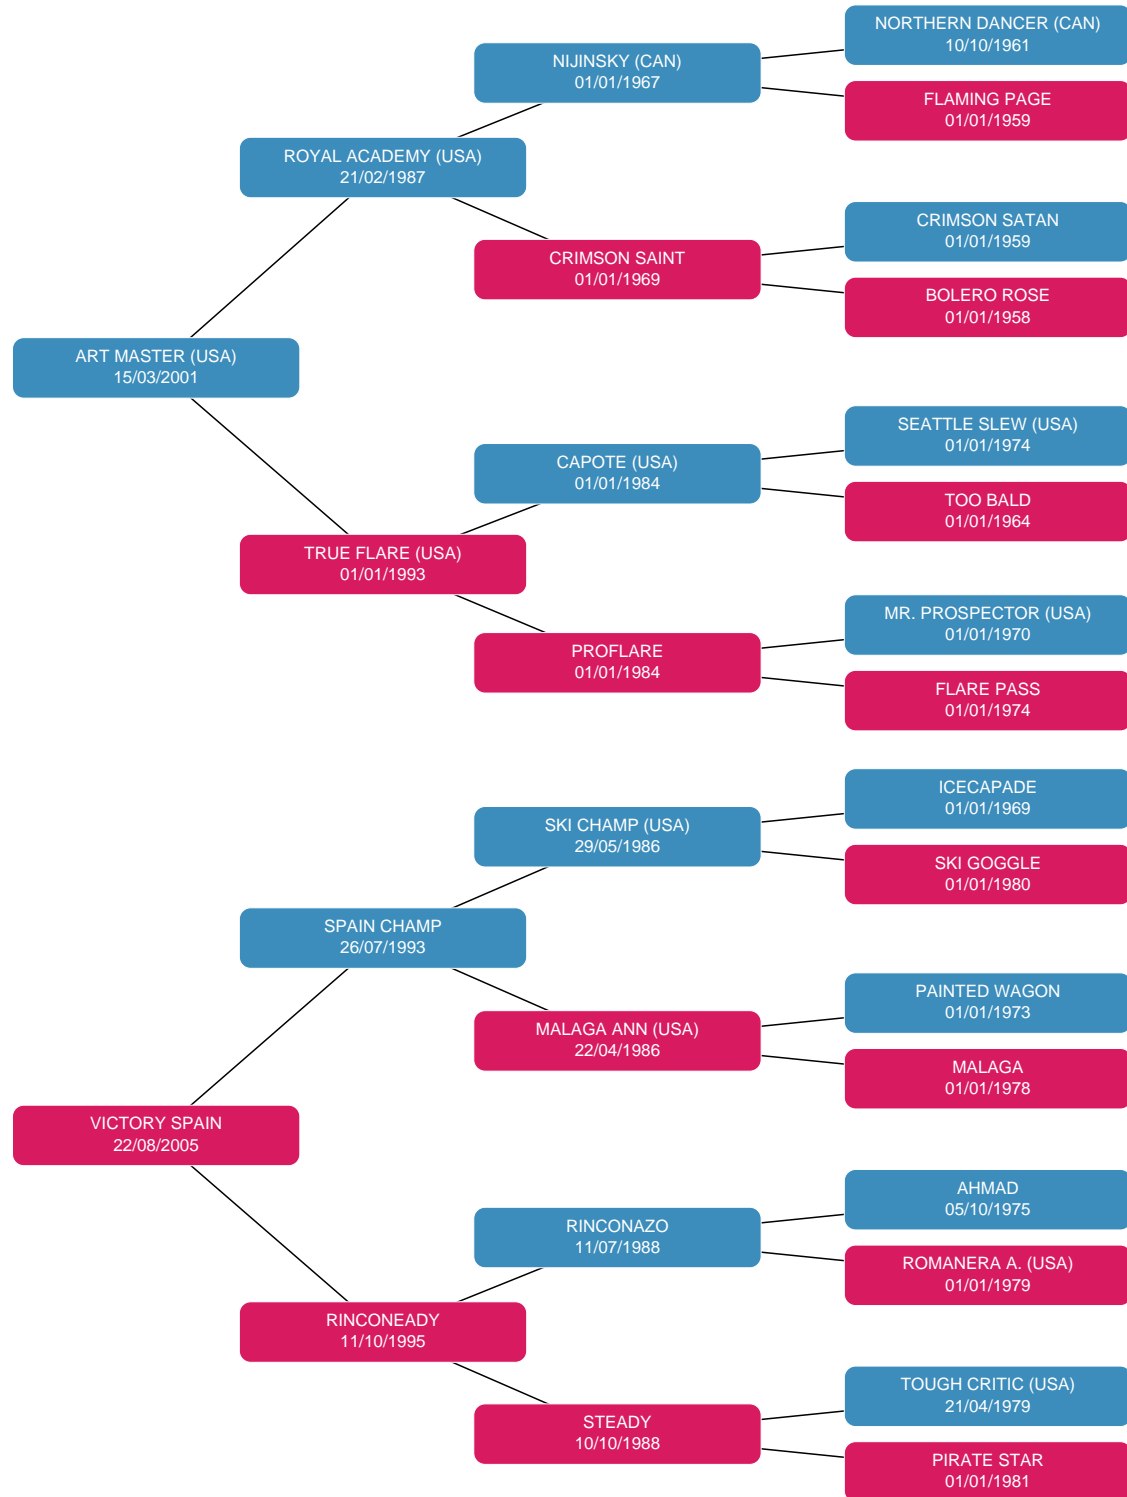 NORTHERN DANCER (CAN)
10/10/1961
NIJINSKY (CAN)
01/01/1967
FLAMING PAGE
01/01/1959
ROYAL ACADEMY (USA)
21/02/1987
CRIMSON SATAN
01/01/1959
CRIMSON SAINT
01/01/1969
BOLERO ROSE
01/01/1958
ART MASTER (USA)
15/03/2001
SEATTLE SLEW (USA)
01/01/1974
CAPOTE (USA)
01/01/1984
TOO BALD
01/01/1964
TRUE FLARE (USA)
01/01/1993
MR. PROSPECTOR (USA)
01/01/1970
PROFLARE
01/01/1984
FLARE PASS
01/01/1974
ICECAPADE
01/01/1969
SKI CHAMP (USA)
29/05/1986
SKI GOGGLE
01/01/1980
SPAIN CHAMP
26/07/1993
PAINTED WAGON
01/01/1973
MALAGA ANN (USA)
22/04/1986
MALAGA
01/01/1978
VICTORY SPAIN
22/08/2005
AHMAD
05/10/1975
RINCONAZO
11/07/1988
ROMANERA A. (USA)
01/01/1979
RINCONEADY
11/10/1995
TOUGH CRITIC (USA)
21/04/1979
STEADY
10/10/1988
PIRATE STAR
01/01/1981